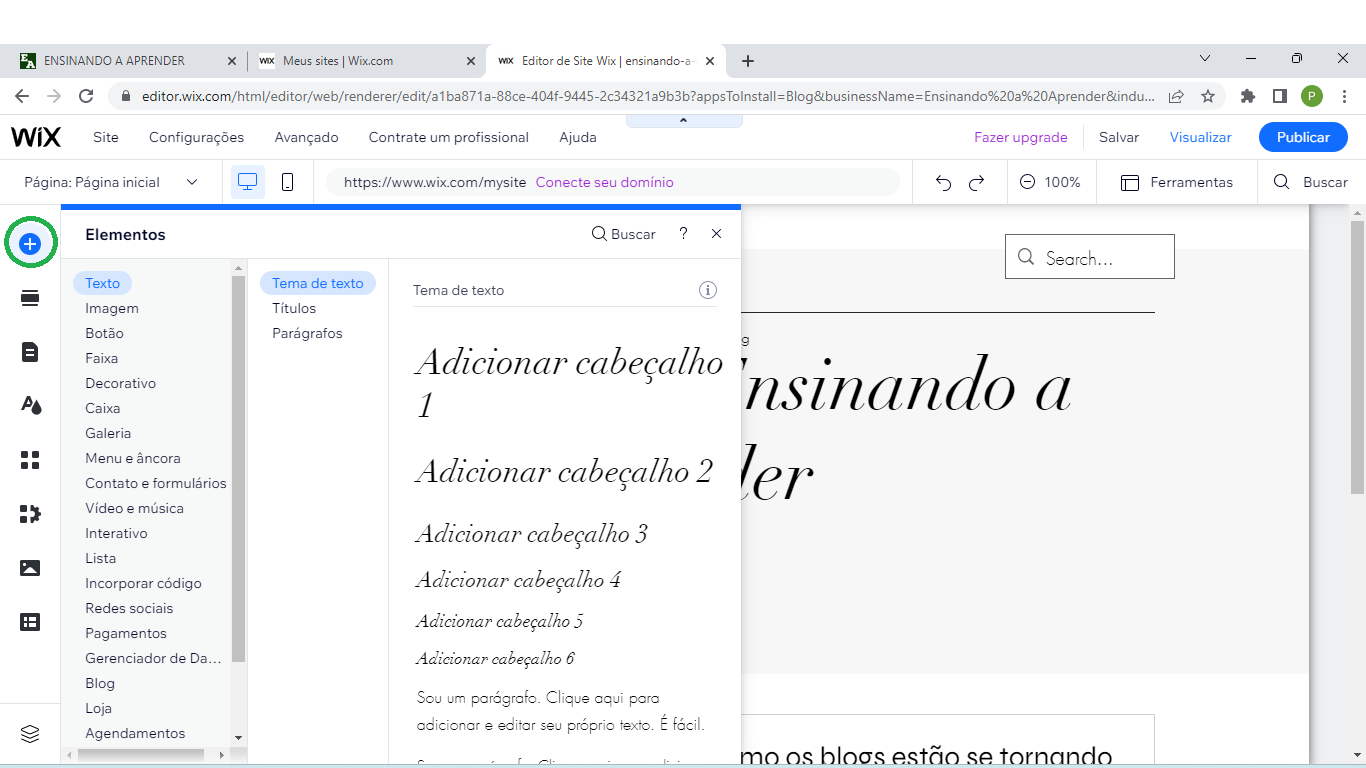 EA ENSINANDO A APRENDER
WiX Meus sites | Wix.com
WiX Editor de Site Wix | ensinando-a-
editor.wix.com/html/editor/web/renderer/edit/a1ba871a-88ce-404f-9445-2c34321a9b3b?appsToInstall=Blog&businessName=Ensinando%20a%20Aprender&indu...
P
WiX Site Configurações Avançado Contrate um profissional Ajuda Fazer upgrade Salvar Visualizar Publicar
Página: Página inicial https://www.wix.com/mysite Conecte seu domínio 100% Ferramentas Buscar
Elementos Buscar ?
Texto
Imagem
Botão
Faixa
Decorativo
Caixa
Galeria
Menu e âncora
Contato e formulários
Vídeo e música
Interativo
Lista
Incorporar código
Redes sociais
Pagamentos
Gerenciador de Da...
Blog
Loja
Agendamentos
Tema de texto
Títulos
Parágrafos
Tema de texto
Adicionar cabeçalho
1
Adicionar cabeçalho 2
Adicionar cabeçalho 3
Adicionar cabeçalho 4
Adicionar cabeçalho 5
Adicionar cabeçalho 6
Sou um parágrafo. Clique aqui para
adicionar e editar seu próprio texto. É fácil.
Search...
g
Ensinando a
der
mo os blogs estão se tornando